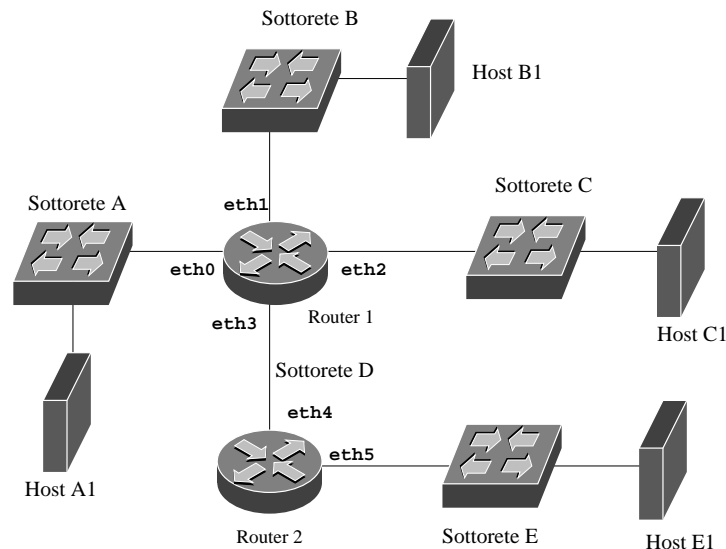 Sottorete B
Host B1
Sottorete C
Sottorete A
eth1
eth0
eth2
eth3
Router 1
Host C1
Sottorete D
eth4
eth5
Host A1
Router 2
Sottorete E
Host E1